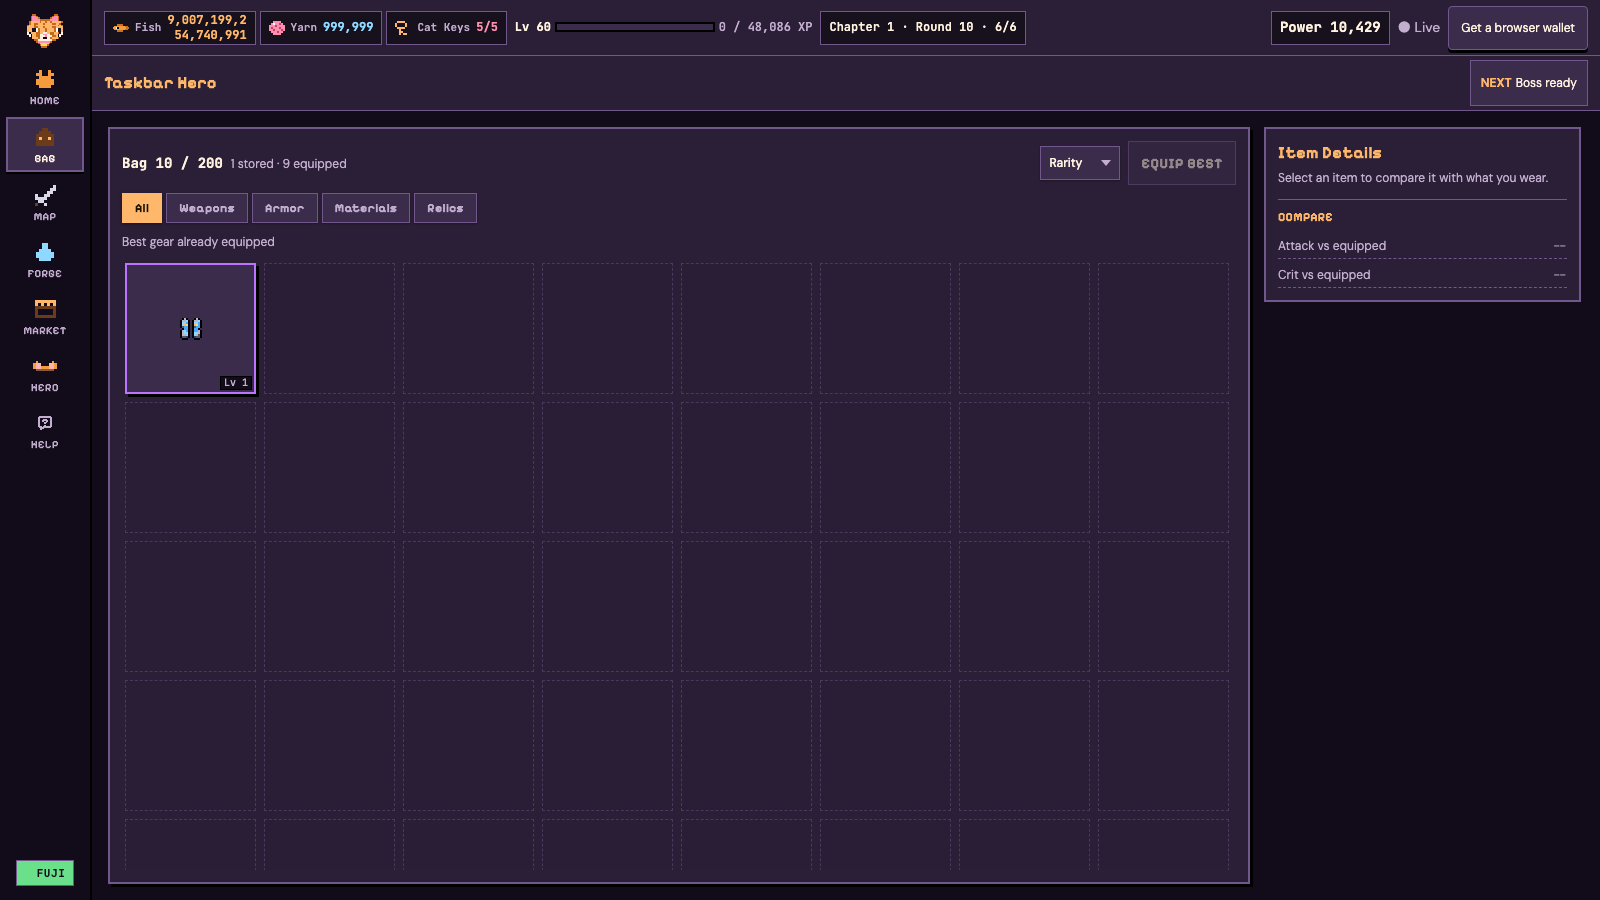 Fish 9,007,199,2
54,740,991
Yarn 999,999
Cat Keys 5/5
Lv 60
0 / 48,086 XP
Chapter 1 · Round 10 · 6/6
Power 10,429
Live
Get a browser wallet
Taskbar Hero
NEXT Boss ready
HOME
BAG
MAP
FORGE
MARKET
HERO
HELP
FUJI
Bag 10 / 200 1 stored · 9 equipped
Rarity
EQUIP BEST
All
Weapons
Armor
Materials
Relics
Best gear already equipped
Lv 1
Item Details
Select an item to compare it with what you wear.
COMPARE
Attack vs equipped --
Crit vs equipped --